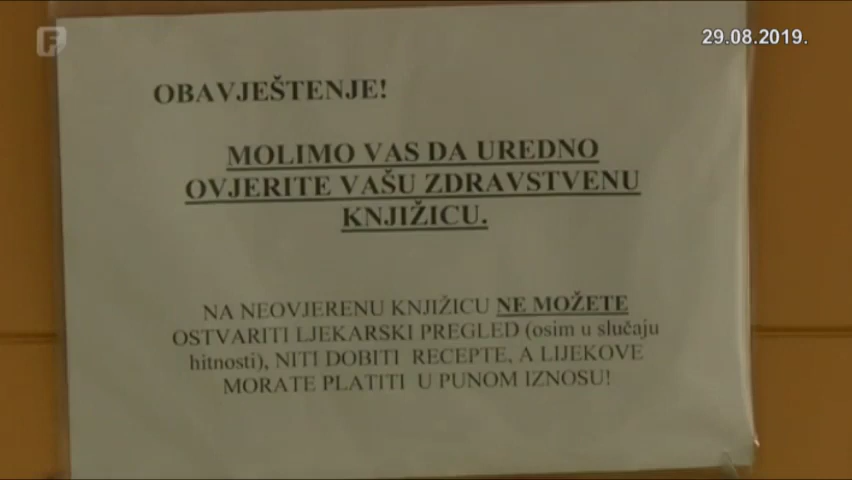 29.08.2019.
OBAVJEŠTENJE!
MOLIMO VAS DA UREDNO
OVJERITE VAŠU ZDRAVSTVENU
KNJIŽICU.
NA NEOVJERENU KNJIŽICU NE MOŽETE
OSTVARITI LJEKARSKI PREGLED (osim u slučaju
hitnosti), NITI DOBITI RECEPTE, A LIJEKOVE
MORATE PLATITI U PUNOM IZNOSU!